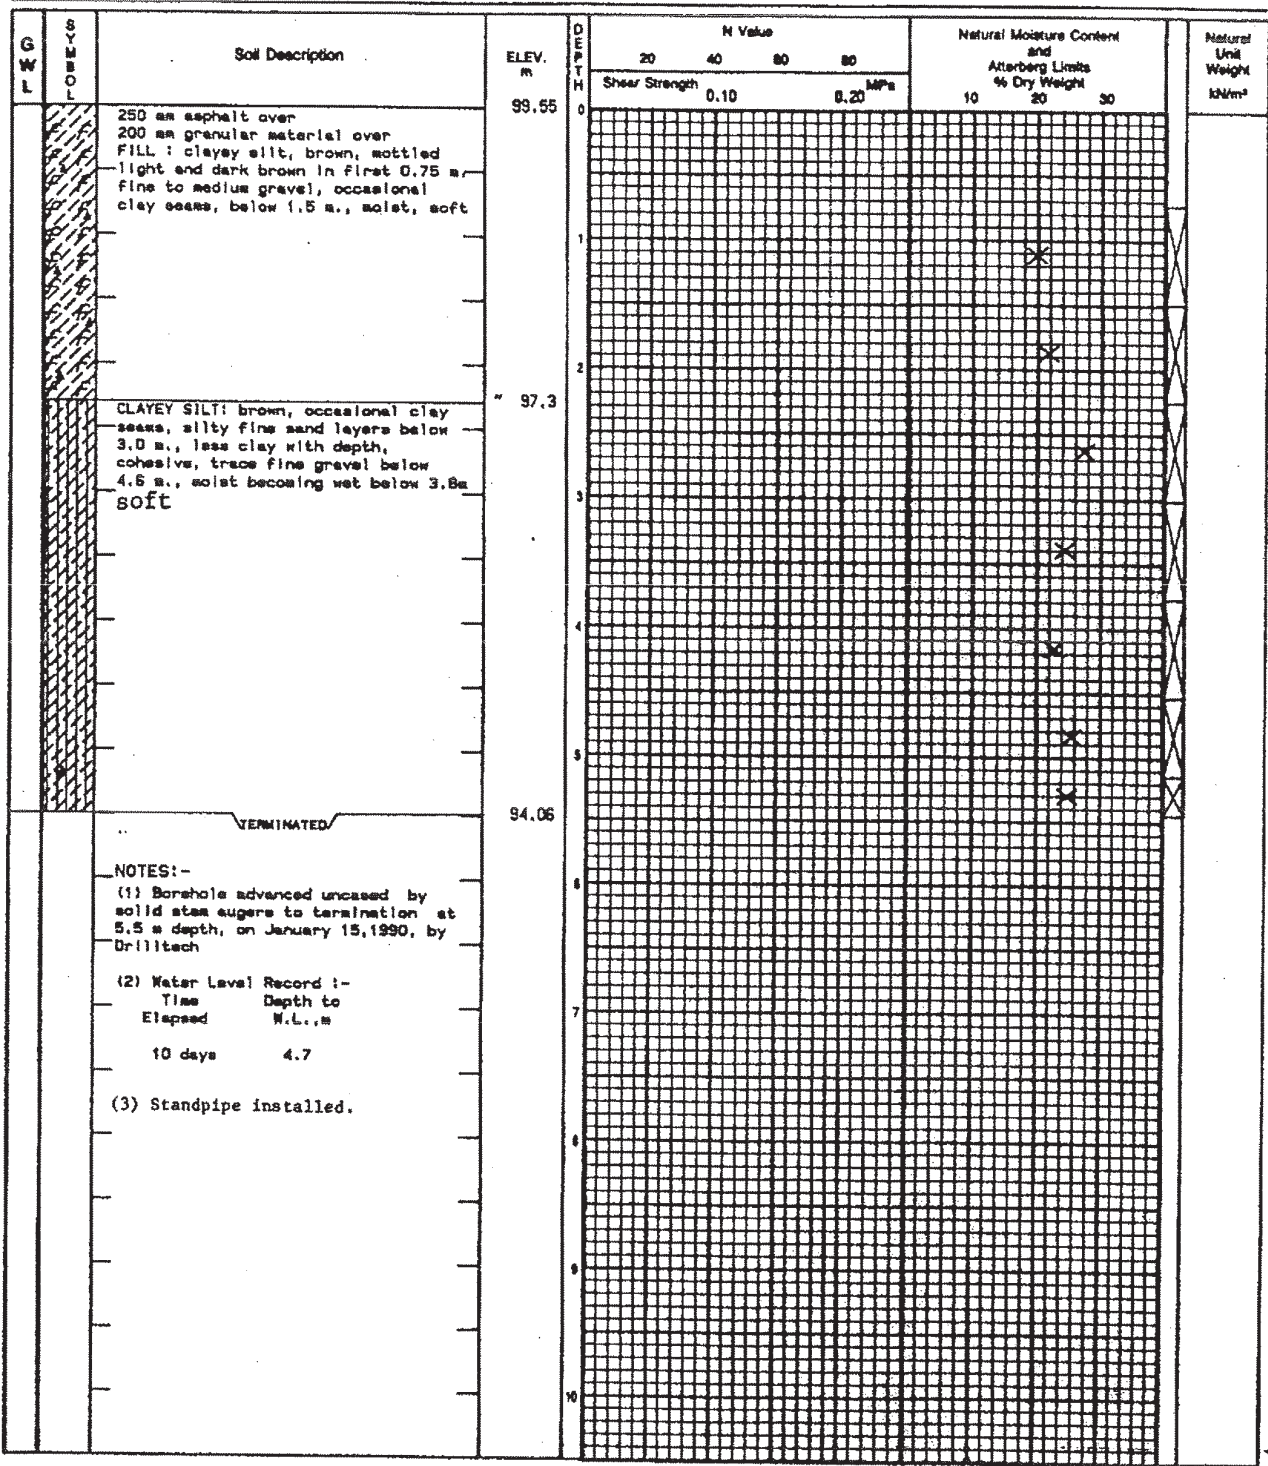 GWL
SYMBOL
Soil Description
ELEV.
m
DEPTH
N Value
20 40 60 80
Shear Strength MPa
0.10 0.20
Natural Moisture Content
and
Atterberg Limits
% Dry Weight
10 20 30
Natural
Unit
Weight
kN/m³
99.55
0
250 mm asphalt over
200 mm granular material over
FILL : clayey silt, brown, mottled
light and dark brown in first 0.75 m,
fine to medium gravel, occasional
clay seams, below 1.5 m., moist, soft
1
2
" 97.3
CLAYEY SILT: brown, occasional clay
seams, silty fine sand layers below
3.0 m., less clay with depth,
cohesive, trace fine gravel below
4.6 m., moist becoming wet below 3.8m
soft
3
4
5
94.06
TERMINATED
NOTES:-
(1) Borehole advanced uncased by
solid stem augers to termination at
5.5 m depth, on January 15,1990, by
Drilltech
(2) Water Level Record :-
Time Depth to
Elapsed W.L.,m
10 days 4.7
(3) Standpipe installed.
6
7
8
9
10